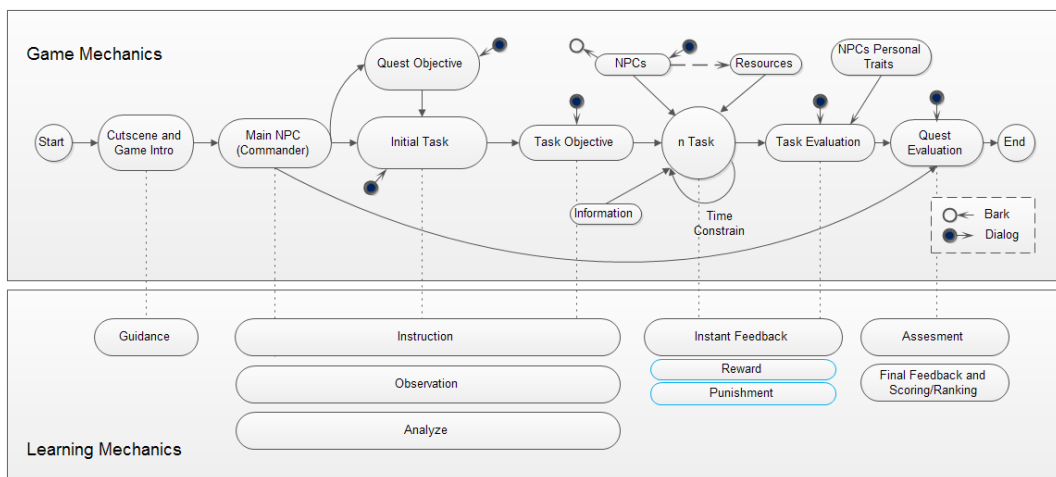 Game Mechanics
Quest Objective
NPCs
Resources
NPCs Personal
Traits
Start
Cutscene and
Game Intro
Main NPC
(Commander)
Initial Task
Task Objective
n Task
Task Evaluation
Quest
Evaluation
End
Information
Time
Constrain
Bark
Dialog
Guidance
Instruction
Instant Feedback
Assesment
Reward
Observation
Final Feedback and
Scoring/Ranking
Punishment
Analyze
Learning Mechanics